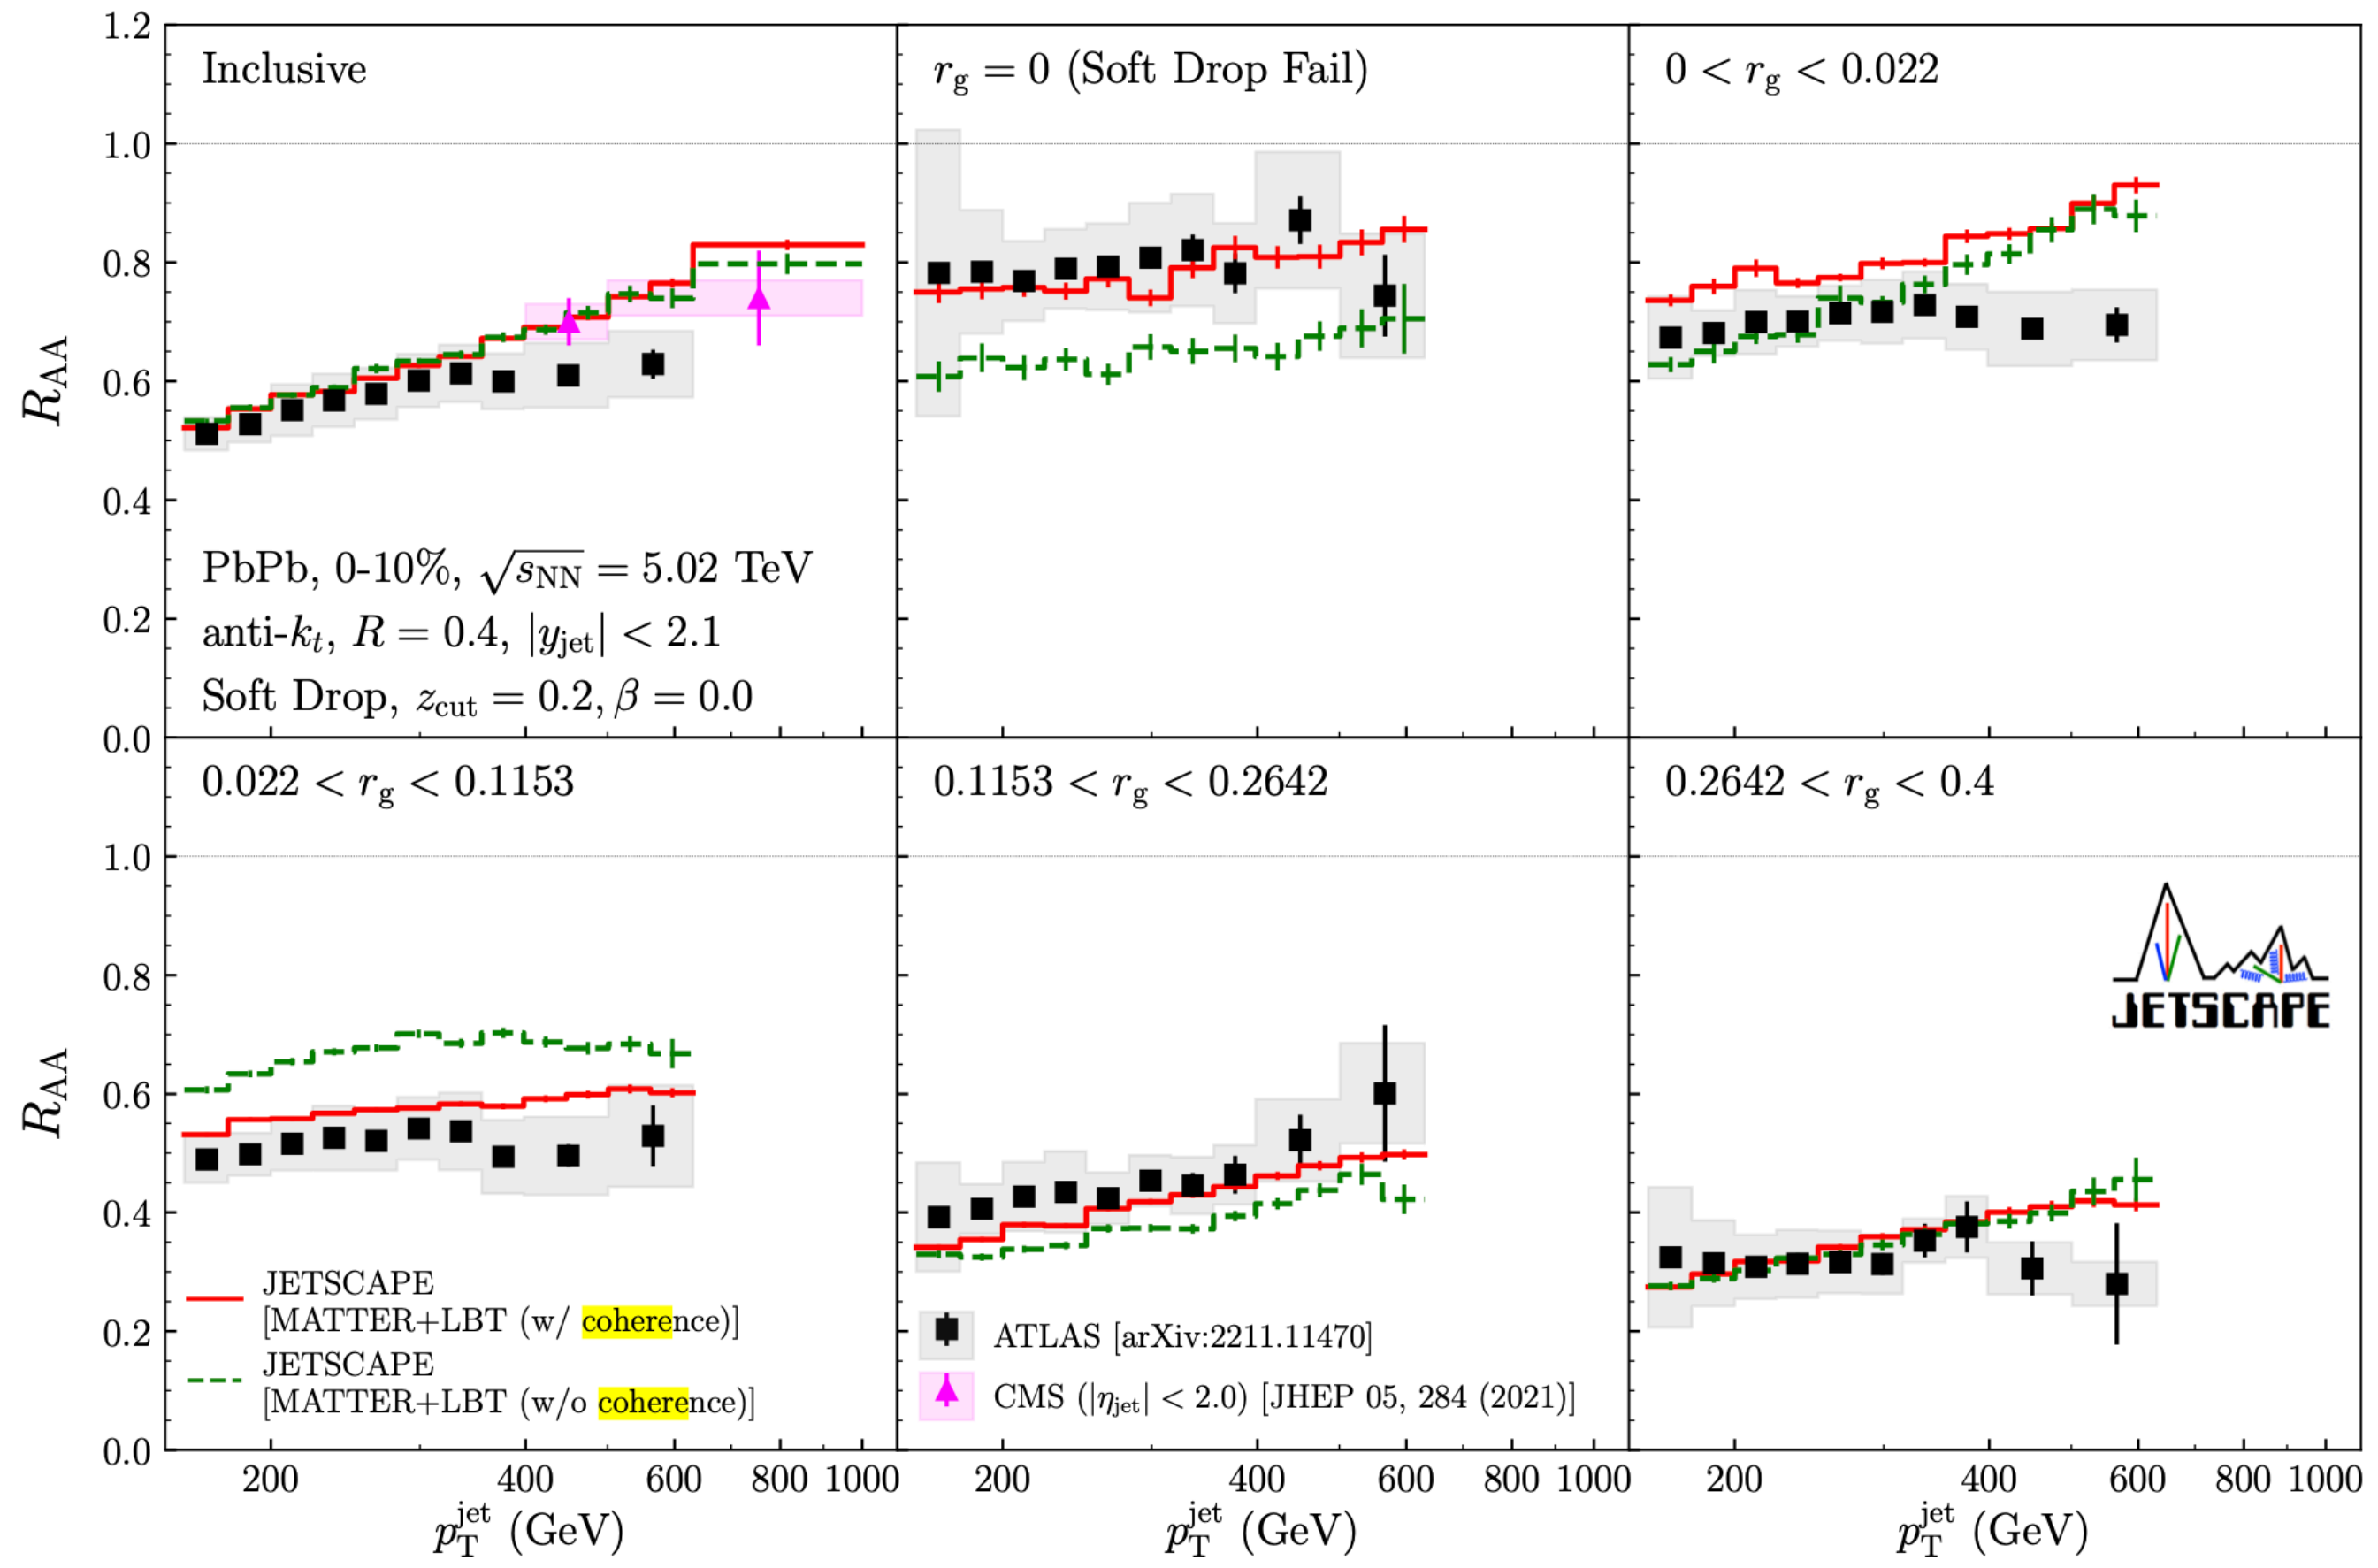 1.2
1.0
0.8
0.6
0.4
0.2
0.0
R_AA
Inclusive
PbPb, 0-10%, √s_NN = 5.02 TeV
anti-k_t, R = 0.4, |y_jet| < 2.1
Soft Drop, z_cut = 0.2, β = 0.0
r_g = 0 (Soft Drop Fail)
0 < r_g < 0.022
1.0
0.8
0.6
0.4
0.2
0.0
R_AA
0.022 < r_g < 0.1153
JETSCAPE
[MATTER+LBT (w/ coherence)]
JETSCAPE
[MATTER+LBT (w/o coherence)]
0.1153 < r_g < 0.2642
ATLAS [arXiv:2211.11470]
CMS (|η_jet| < 2.0) [JHEP 05, 284 (2021)]
0.2642 < r_g < 0.4
JETSCAPE
200 400 600 800 1000
200 400 600 800 1000
200 400 600 800 1000
p_T^jet (GeV)
p_T^jet (GeV)
p_T^jet (GeV)